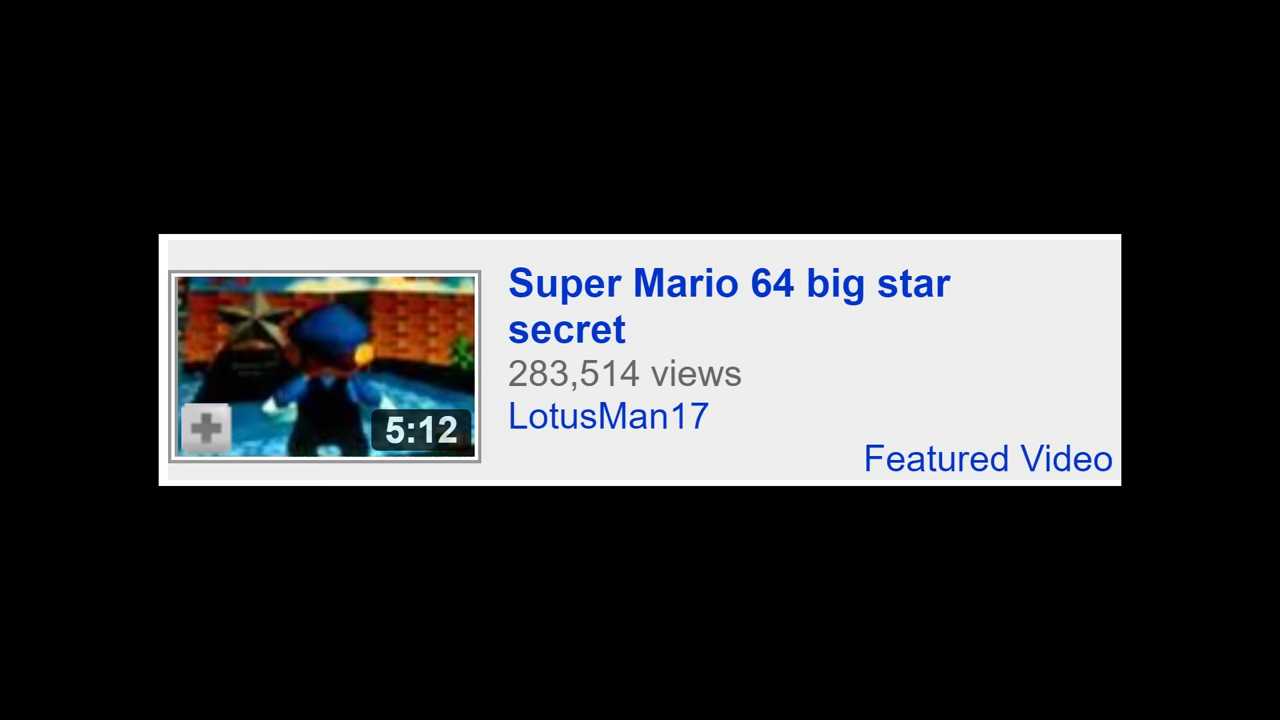 Super Mario 64 big star
secret
283,514 views
LotusMan17
5:12
Featured Video